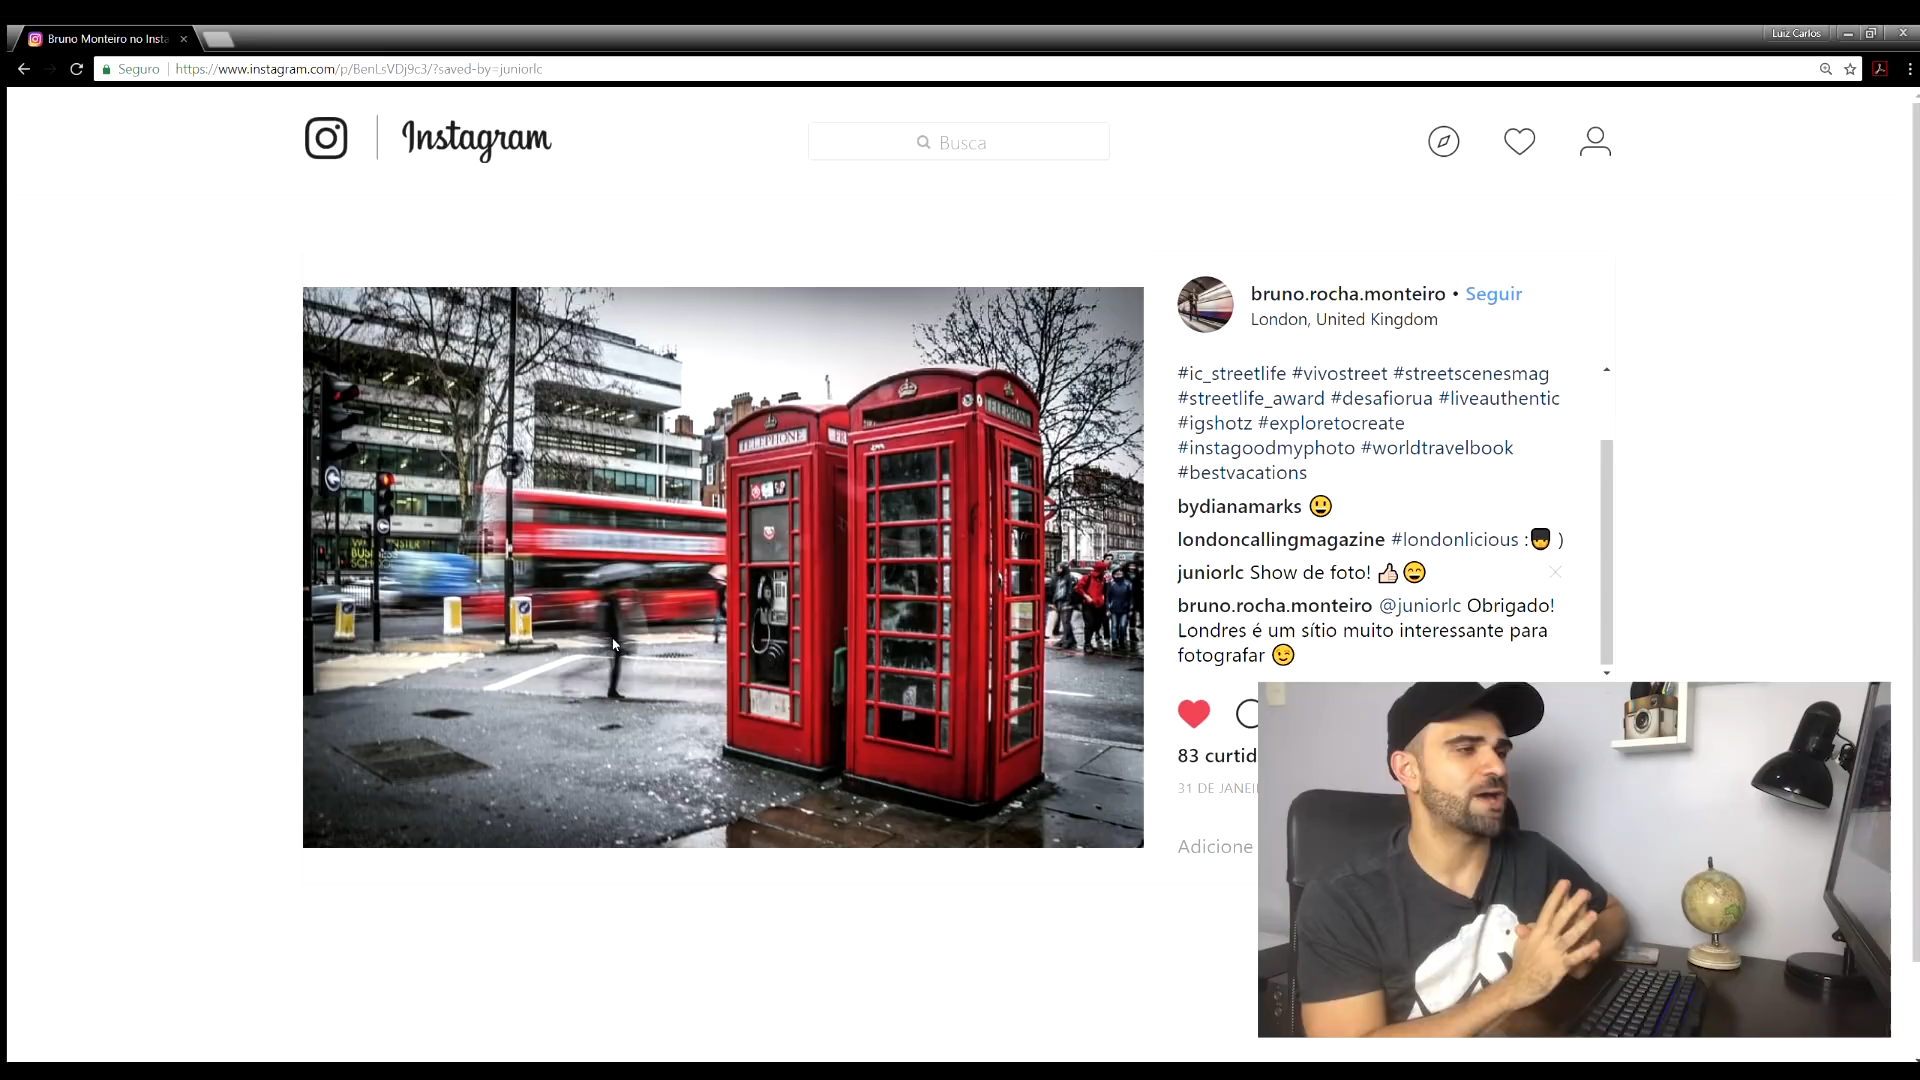 Bruno Monteiro no Insta
Luiz Carlos
Seguro
https://www.instagram.com/p/BenLsVDj9c3/?saved-by=juniorlc
Instagram
Busca
bruno.rocha.monteiro • Seguir
London, United Kingdom
#ic_streetlife #vivostreet #streetscenesmag
#streetlife_award #desafiorua #liveauthentic
#igshotz #exploretocreate
#instagoodmyphoto #worldtravelbook
#bestvacations
bydianamarks 😃
londoncallingmagazine #londonlicious :💂 )
juniorlc Show de foto! 👍🏻😄
bruno.rocha.monteiro @juniorlc Obrigado!
Londres é um sítio muito interessante para
fotografar 😉
83 curtid
31 DE JANEI
Adicione
TELEPHONE
TELEPHONE